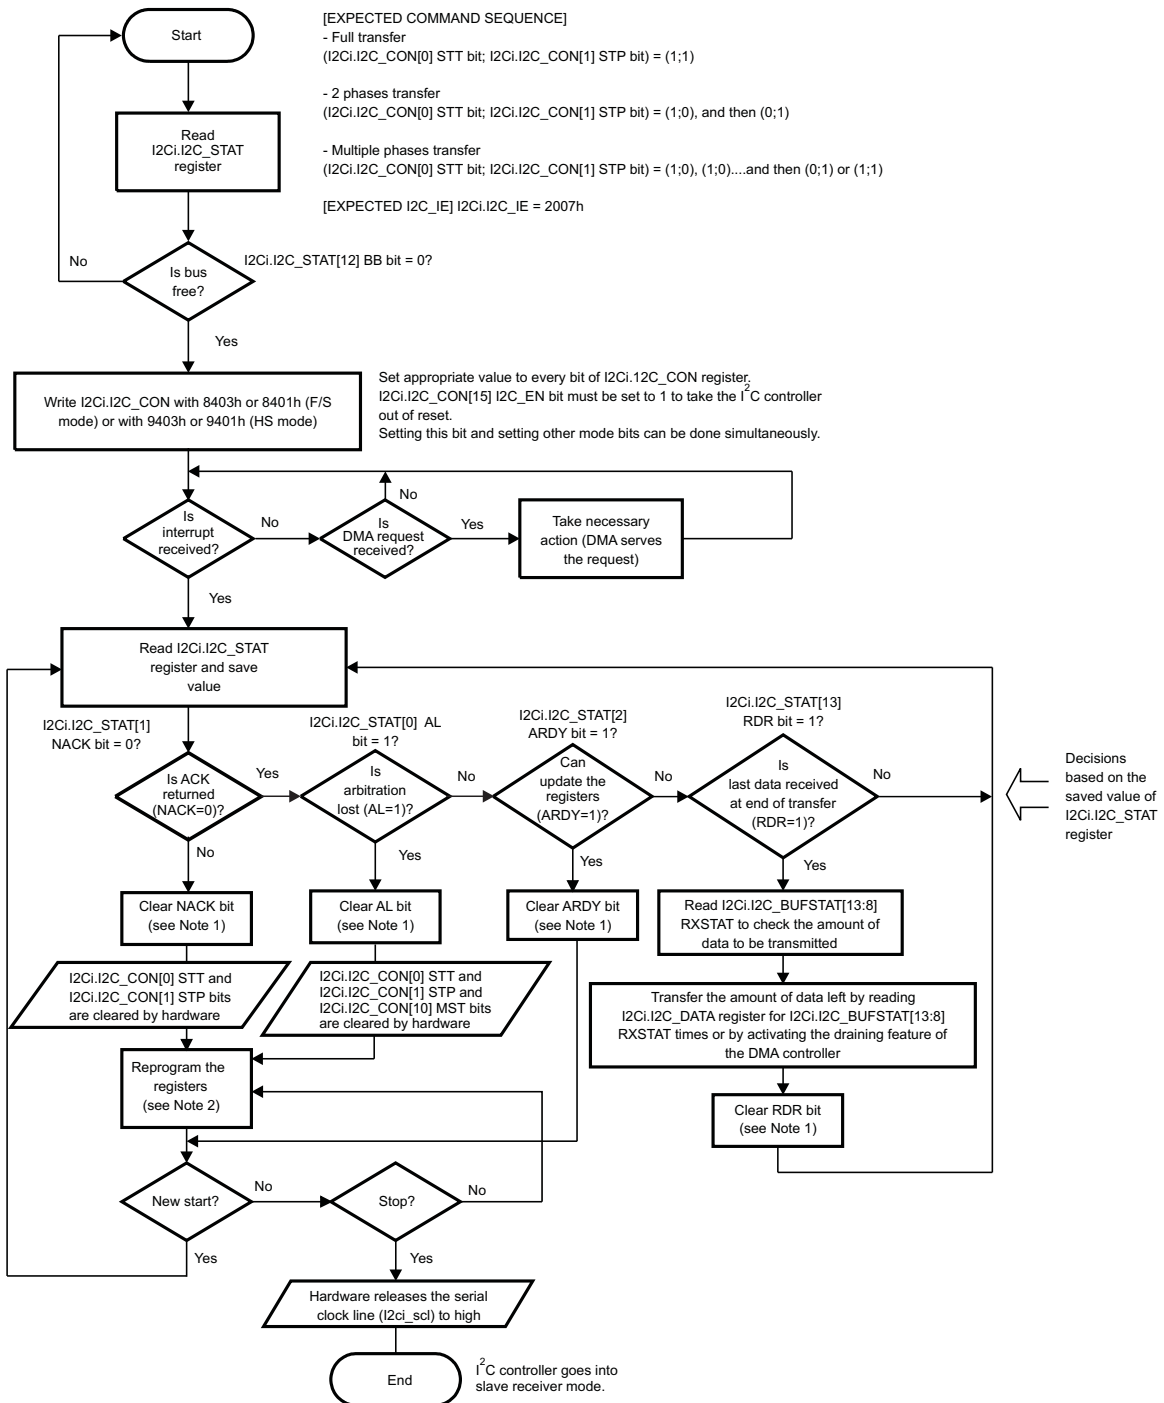 Start
[EXPECTED COMMAND SEQUENCE]
- Full transfer
(I2Ci.I2C_CON[0] STT bit; I2Ci.I2C_CON[1] STP bit) = (1;1)
- 2 phases transfer
(I2Ci.I2C_CON[0] STT bit; I2Ci.I2C_CON[1] STP bit) = (1;0), and then (0;1)
- Multiple phases transfer
(I2Ci.I2C_CON[0] STT bit; I2Ci.I2C_CON[1] STP bit) = (1;0), (1;0)....and then (0;1) or (1;1)
[EXPECTED I2C_IE] I2Ci.I2C_IE = 2007h
Read
I2Ci.I2C_STAT
register
No
Is bus
free?
I2Ci.I2C_STAT[12] BB bit = 0?
Yes
Write I2Ci.I2C_CON with 8403h or 8401h (F/S
mode) or with 9403h or 9401h (HS mode)
Set appropriate value to every bit of I2Ci.12C_CON register.
I2Ci.I2C_CON[15] I2C_EN bit must be set to 1 to take the I2C controller
out of reset.
Setting this bit and setting other mode bits can be done simultaneously.
Is
interrupt
received?
No
Is
DMA request
received?
No
Yes
Take necessary
action (DMA serves
the request)
Yes
Read I2Ci.I2C_STAT
register and save
value
I2Ci.I2C_STAT[1]
NACK bit = 0?
Is ACK
returned
(NACK=0)?
Yes
No
I2Ci.I2C_STAT[0] AL
bit = 1?
Is
arbitration
lost (AL=1)?
No
Yes
I2Ci.I2C_STAT[2]
ARDY bit = 1?
Can
update the
registers
(ARDY=1)?
No
Yes
I2Ci.I2C_STAT[13]
RDR bit = 1?
Is
last data received
at end of transfer
(RDR=1)?
No
Yes
Decisions
based on the
saved value of
I2Ci.I2C_STAT
register
Clear NACK bit
(see Note 1)
Clear AL bit
(see Note 1)
Clear ARDY bit
(see Note 1)
Read I2Ci.I2C_BUFSTAT[13:8]
RXSTAT to check the amount of
data to be transmitted
I2Ci.I2C_CON[0] STT and
I2Ci.I2C_CON[1] STP bits
are cleared by hardware
I2Ci.I2C_CON[0] STT and
I2Ci.I2C_CON[1] STP and
I2Ci.I2C_CON[10] MST bits
are cleared by hardware
Transfer the amount of data left by reading
I2Ci.I2C_DATA register for I2Ci.I2C_BUFSTAT[13:8]
RXSTAT times or by activating the draining feature of
the DMA controller
Reprogram the
registers
(see Note 2)
Clear RDR bit
(see Note 1)
New start?
No
Stop?
No
Yes
Yes
Hardware releases the serial
clock line (I2ci_scl) to high
End
I2C controller goes into
slave receiver mode.